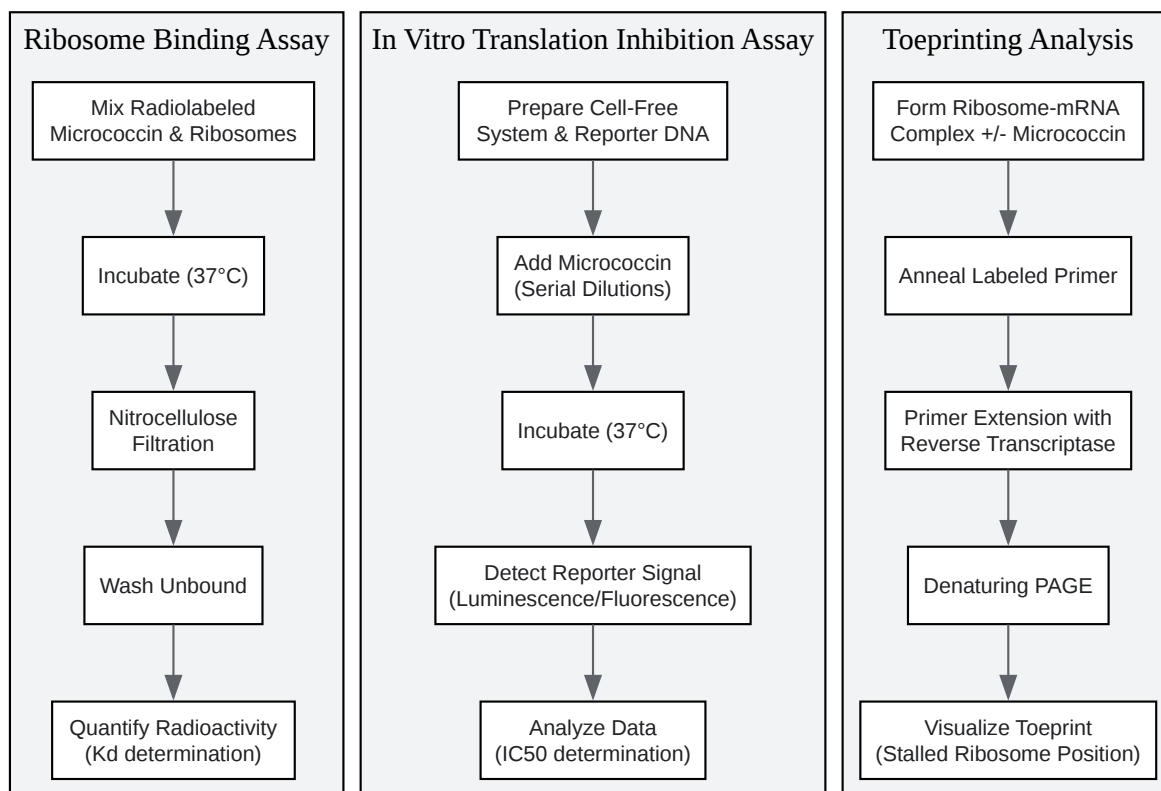 Ribosome Binding Assay
Mix Radiolabeled
Micrococcin & Ribosomes
Incubate (37°C)
Nitrocellulose
Filtration
Wash Unbound
Quantify Radioactivity
(Kd determination)
In Vitro Translation Inhibition Assay
Prepare Cell-Free
System & Reporter DNA
Add Micrococcin
(Serial Dilutions)
Incubate (37°C)
Detect Reporter Signal
(Luminescence/Fluorescence)
Analyze Data
(IC50 determination)
Toeprinting Analysis
Form Ribosome-mRNA
Complex +/- Micrococcin
Anneal Labeled Primer
Primer Extension with
Reverse Transcriptase
Denaturing PAGE
Visualize Toeprint
(Stalled Ribosome Position)